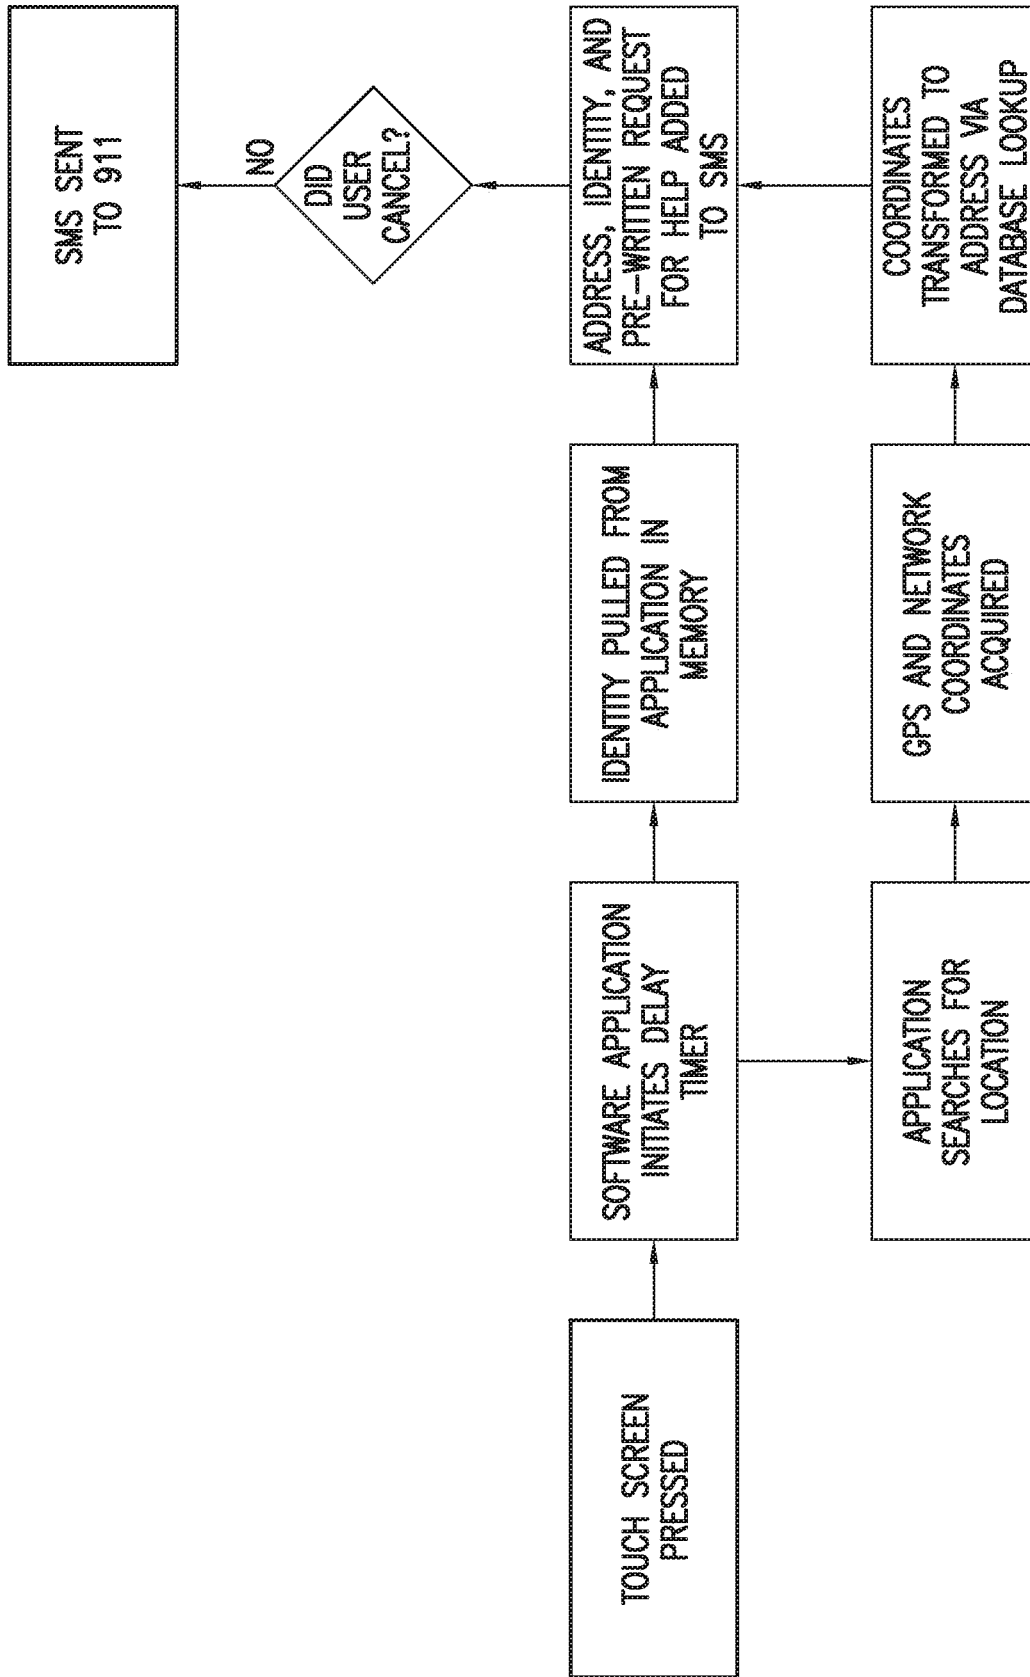 TOUCH SCREEN
PRESSED
SOFTWARE APPLICATION
INITIATES DELAY
TIMER
IDENTITY PULLED FROM
APPLICATION IN
MEMORY
ADDRESS, IDENTITY, AND
PRE-WRITTEN REQUEST
FOR HELP ADDED
TO SMS
APPLICATION
SEARCHES FOR
LOCATION
GPS AND NETWORK
COORDINATES
ACQUIRED
COORDINATES
TRANSFORMED TO
ADDRESS VIA
DATABASE LOOKUP
DID
USER
CANCEL?
NO
SMS SENT
TO 911